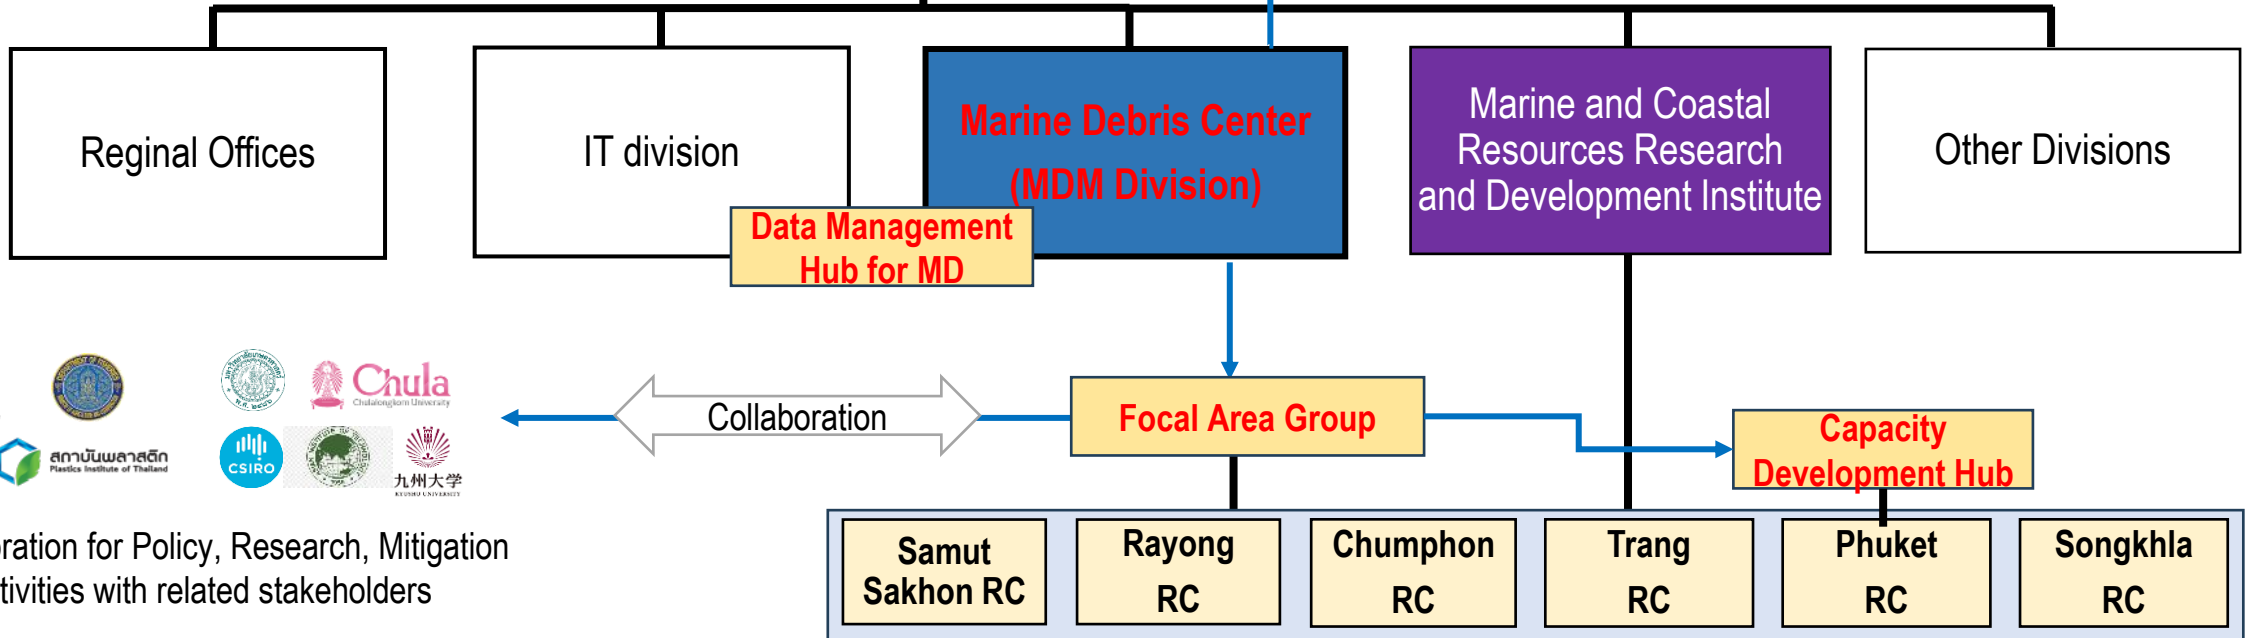 Reginal Offices
IT division
Marine Debris Center
(MDM Division)
Marine and Coastal
Resources Research
and Development Institute
Other Divisions
Data Management
Hub for MD
Chula
Chulalongkorn University
สถาบันพลาสติก
Plastics Institute of Thailand
CSIRO
九州大学
KYUSHU UNIVERSITY
Collaboration
Focal Area Group
Capacity
Development Hub
oration for Policy, Research, Mitigation
tivities with related stakeholders
Samut
Sakhon RC
Rayong
RC
Chumphon
RC
Trang
RC
Phuket
RC
Songkhla
RC